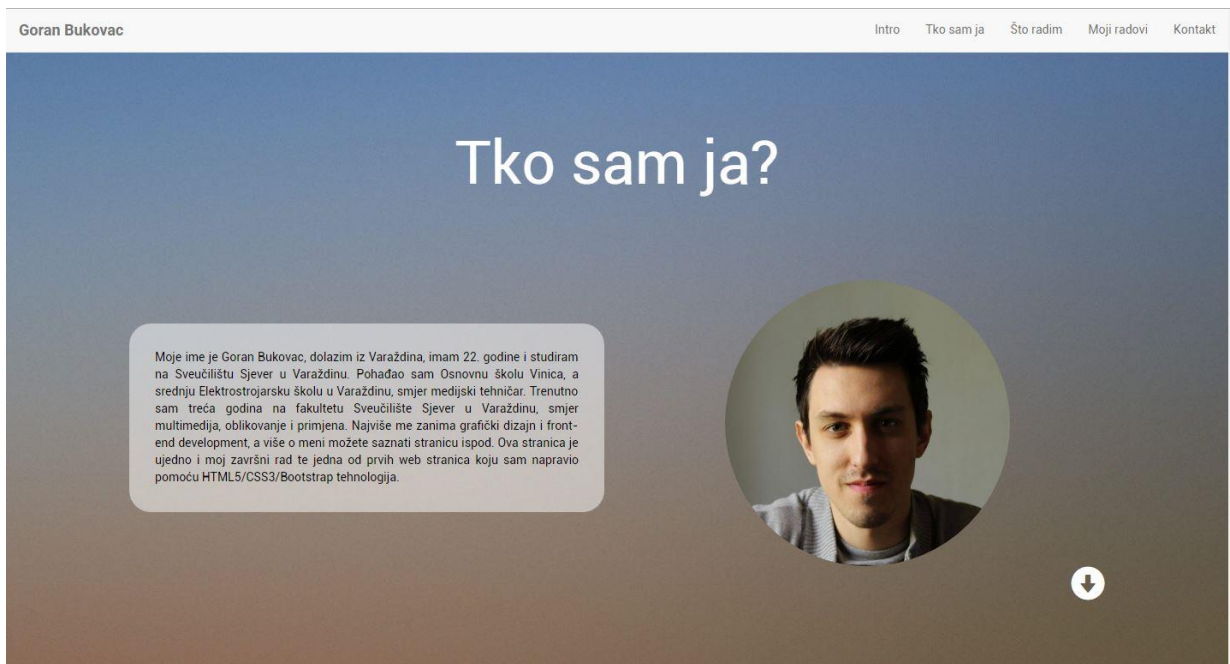 Goran Bukovac
Intro Tko sam ja Što radim Moji radovi Kontakt
Tko sam ja?
Moje ime je Goran Bukovac, dolazim iz Varaždina, imam 22. godine i studiram
na Sveučilištu Sjever u Varaždinu. Pohađao sam Osnovnu školu Vinica, a
srednju Elektrostrojarsku školu u Varaždinu, smjer medijski tehničar. Trenutno
sam treća godina na fakultetu Sveučilište Sjever u Varaždinu, smjer
multimedija, oblikovanje i primjena. Najviše me zanima grafički dizajn i front-
end development, a više o meni možete saznati stranicu ispod. Ova stranica je
ujedno i moj završni rad te jedna od prvih web stranica koju sam napravio
pomoću HTML5/CSS3/Bootstrap tehnologija.